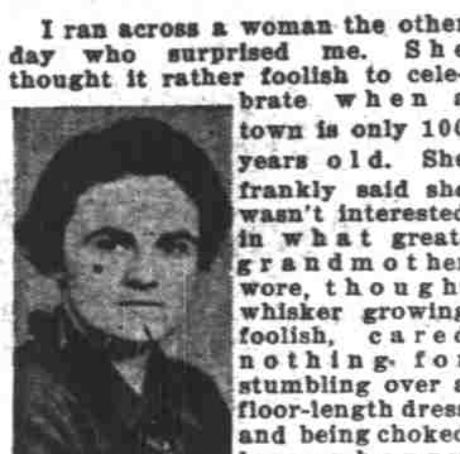 I ran across a woman the other
day who surprised me. She
thought it rather foolish to cele-
brate when a
town is only 100
years old. She
frankly said she
wasn't interested
in what great
grandmother
wore, thought
whisker growing
foolish, cared
nothing for
stumbling over a
floor-length dress
and being choked